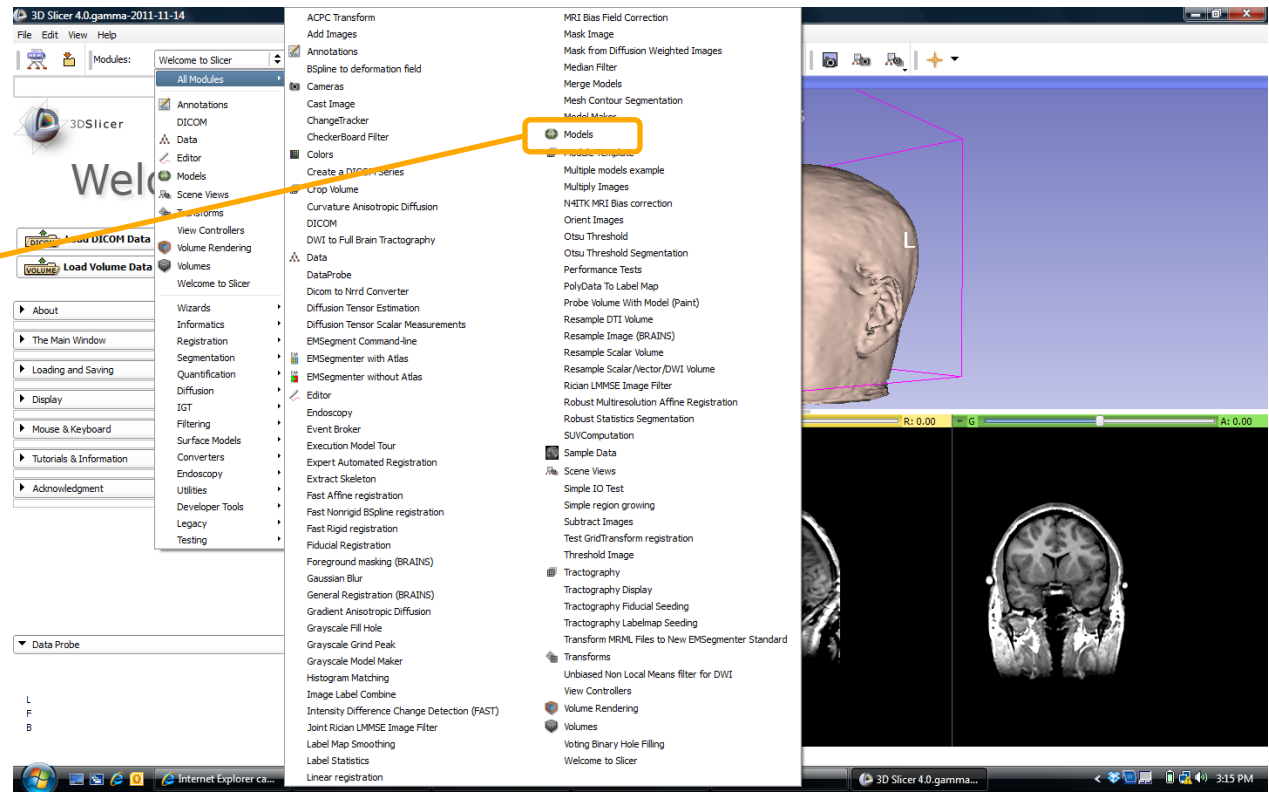 3D Slicer 4.0.gamma-2011-11-14
File Edit View Help
Modules:
Welcome to Slicer
3DSlicer
Welc
DICOM
Load DICOM Data
VOLUME
Load Volume Data
About
The Main Window
Loading and Saving
Display
Mouse & Keyboard
Tutorials & Information
Acknowledgment
Data Probe
L
F
B
All Modules
Annotations
DICOM
Data
Editor
Models
Scene Views
Transforms
View Controllers
Volume Rendering
Volumes
Welcome to Slicer
Wizards
Informatics
Registration
Segmentation
Quantification
Diffusion
IGT
Filtering
Surface Models
Converters
Endoscopy
Utilities
Developer Tools
Legacy
Testing
ACPC Transform
Add Images
Annotations
BSpline to deformation field
Cameras
Cast Image
ChangeTracker
CheckerBoard Filter
Colors
Create a DICOM Series
Crop Volume
Curvature Anisotropic Diffusion
DICOM
DWI to Full Brain Tractography
Data
DataProbe
Dicom to Nrrd Converter
Diffusion Tensor Estimation
Diffusion Tensor Scalar Measurements
EMSegment Command-line
EMSegmenter with Atlas
EMSegmenter without Atlas
Editor
Endoscopy
Event Broker
Execution Model Tour
Expert Automated Registration
Extract Skeleton
Fast Affine registration
Fast Nonrigid BSpline registration
Fast Rigid registration
Fiducial Registration
Foreground masking (BRAINS)
Gaussian Blur
General Registration (BRAINS)
Gradient Anisotropic Diffusion
Grayscale Fill Hole
Grayscale Grind Peak
Grayscale Model Maker
Histogram Matching
Image Label Combine
Intensity Difference Change Detection (FAST)
Joint Rician LMMSE Image Filter
Label Map Smoothing
Label Statistics
Linear registration
MRI Bias Field Correction
Mask Image
Mask from Diffusion Weighted Images
Median Filter
Merge Models
Mesh Contour Segmentation
Model Maker
Models
Module Template
Multiple models example
Multiply Images
N4ITK MRI Bias correction
Orient Images
Otsu Threshold
Otsu Threshold Segmentation
Performance Tests
PolyData To Label Map
Probe Volume With Model (Paint)
Resample DTI Volume
Resample Image (BRAINS)
Resample Scalar Volume
Resample Scalar/Vector/DWI Volume
Rician LMMSE Image Filter
Robust Multiresolution Affine Registration
Robust Statistics Segmentation
SUVComputation
Sample Data
Scene Views
Simple IO Test
Simple region growing
Subtract Images
Test GridTransform registration
Threshold Image
Tractography
Tractography Display
Tractography Fiducial Seeding
Tractography Labelmap Seeding
Transform MRML Files to New EMSegmenter Standard
Transforms
Unbiased Non Local Means filter for DWI
View Controllers
Volume Rendering
Volumes
Voting Binary Hole Filling
Welcome to Slicer
L
R: 0.00
G
A: 0.00
Internet Explorer ca...
3D Slicer 4.0.gamma...
3:15 PM